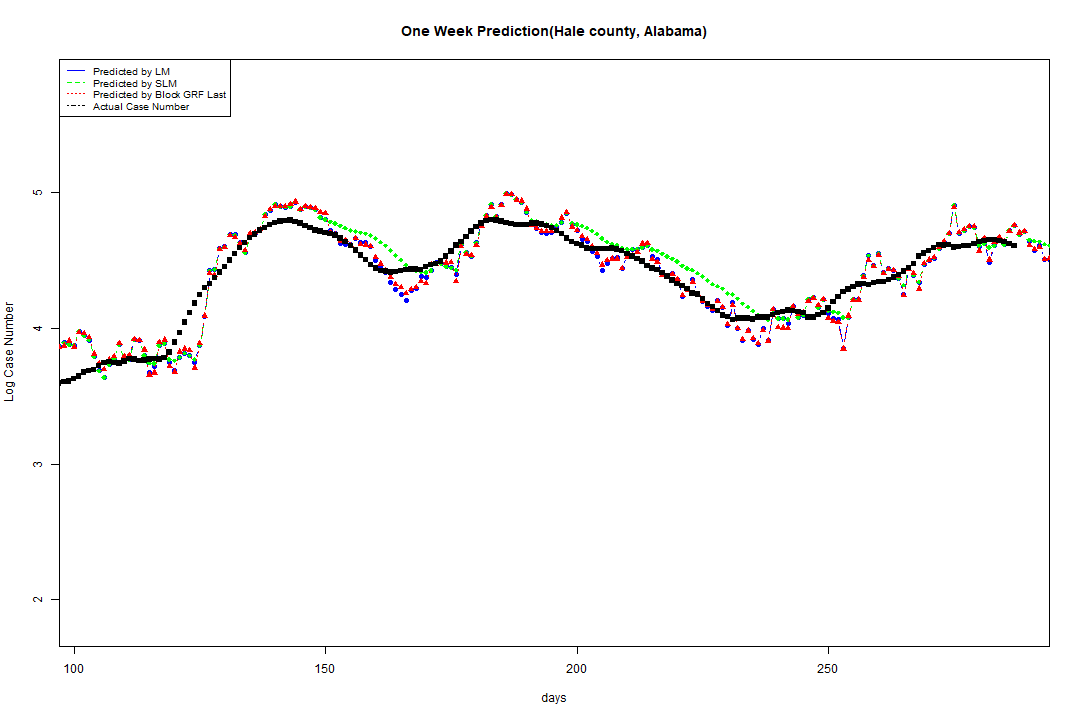 One Week Prediction(Hale county, Alabama)
Predicted by LM
Predicted by SLM
Predicted by Block GRF Last
Actual Case Number
5
4
3
2
Log Case Number
100 150 200 250
days